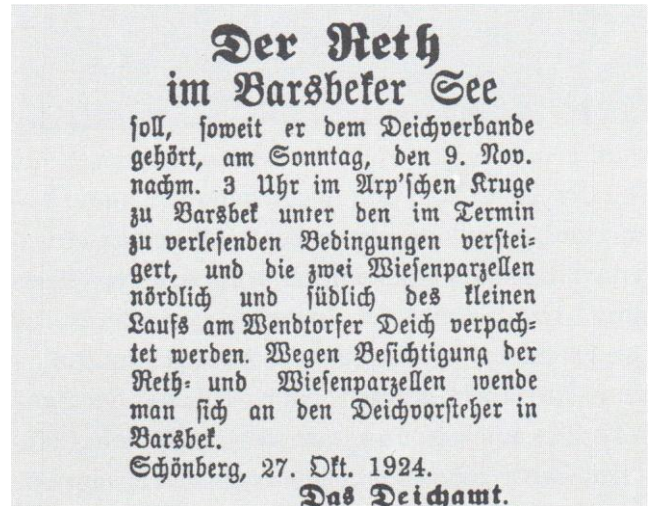 Der Reth
im Barsbeker See
soll, soweit er dem Deichverbande
gehört, am Sonntag, den 9. Nov.
nachm. 3 Uhr im Arp'schen Kruge
zu Barsbek unter den im Termin
zu verlesenden Bedingungen verstei-
gert, und die zwei Wiesenparzellen
nördlich und südlich des kleinen
Laufs am Wendtorfer Deich verpach-
tet werden. Wegen Besichtigung der
Reth- und Wiesenparzellen wende
man sich an den Deichvorsteher in
Barsbek.
Schönberg, 27. Okt. 1924.
Das Deichamt.